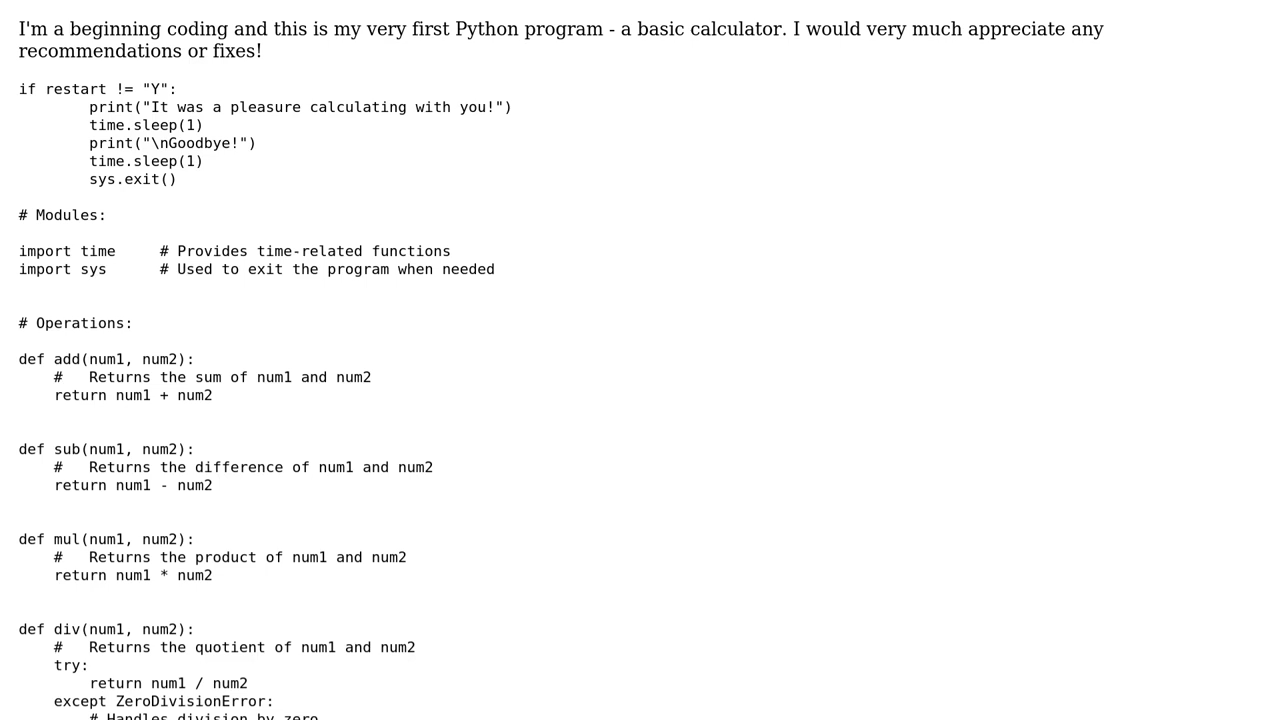 I'm a beginning coding and this is my very first Python program - a basic calculator. I would very much appreciate any
recommendations or fixes!
if restart != "Y":
        print("It was a pleasure calculating with you!")
        time.sleep(1)
        print("\nGoodbye!")
        time.sleep(1)
        sys.exit()
# Modules:
import time     # Provides time-related functions
import sys      # Used to exit the program when needed
# Operations:
def add(num1, num2):
    #   Returns the sum of num1 and num2
    return num1 + num2
def sub(num1, num2):
    #   Returns the difference of num1 and num2
    return num1 - num2
def mul(num1, num2):
    #   Returns the product of num1 and num2
    return num1 * num2
def div(num1, num2):
    #   Returns the quotient of num1 and num2
    try:
        return num1 / num2
    except ZeroDivisionError:
        # Handles division by zero